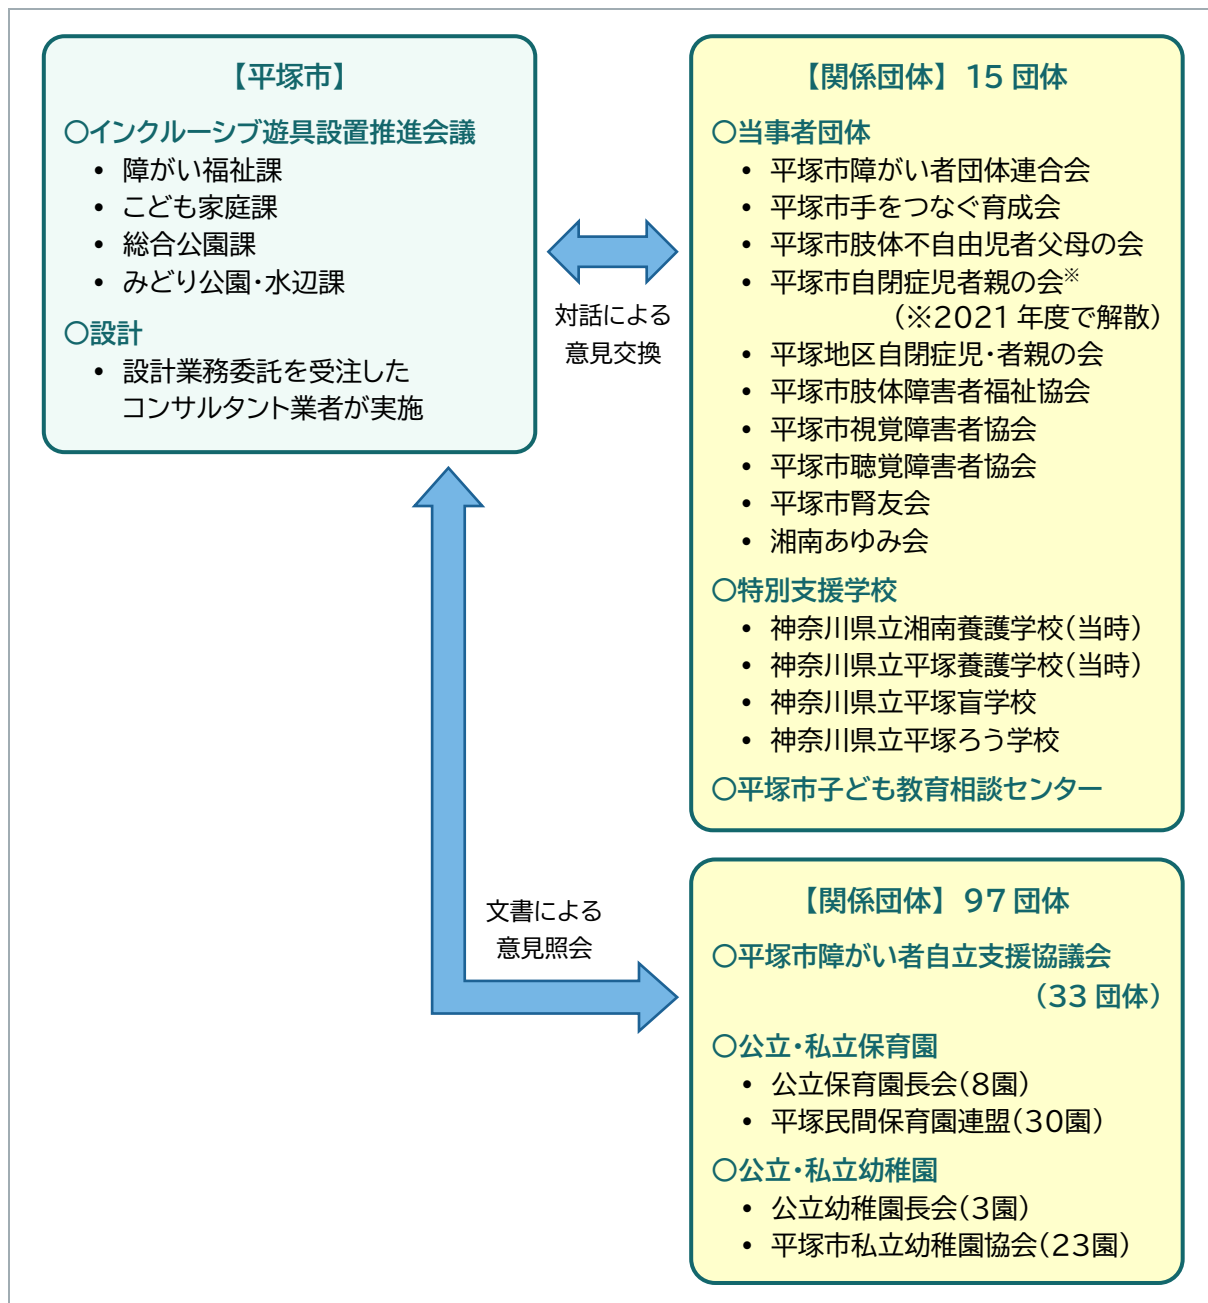 【平塚市】
○インクルーシブ遊具設置推進会議
• 障がい福祉課
• こども家庭課
• 総合公園課
• みどり公園・水辺課
○設計
• 設計業務委託を受注した
コンサルタント業者が実施
対話による
意見交換
【関係団体】 15 団体
○当事者団体
• 平塚市障がい者団体連合会
• 平塚市手をつなぐ育成会
• 平塚市肢体不自由児者父母の会
• 平塚市自閉症児者親の会※
（※2021 年度で解散）
• 平塚地区自閉症児・者親の会
• 平塚市肢体障害者福祉協会
• 平塚市視覚障害者協会
• 平塚市聴覚障害者協会
• 平塚市腎友会
• 湘南あゆみ会
○特別支援学校
• 神奈川県立湘南養護学校（当時）
• 神奈川県立平塚養護学校（当時）
• 神奈川県立平塚盲学校
• 神奈川県立平塚ろう学校
○平塚市子ども教育相談センター
文書による
意見照会
【関係団体】 97 団体
○平塚市障がい者自立支援協議会
（33 団体）
○公立・私立保育園
• 公立保育園長会（8園）
• 平塚民間保育園連盟（30園）
○公立・私立幼稚園
• 公立幼稚園長会（3園）
• 平塚市私立幼稚園協会（23園）